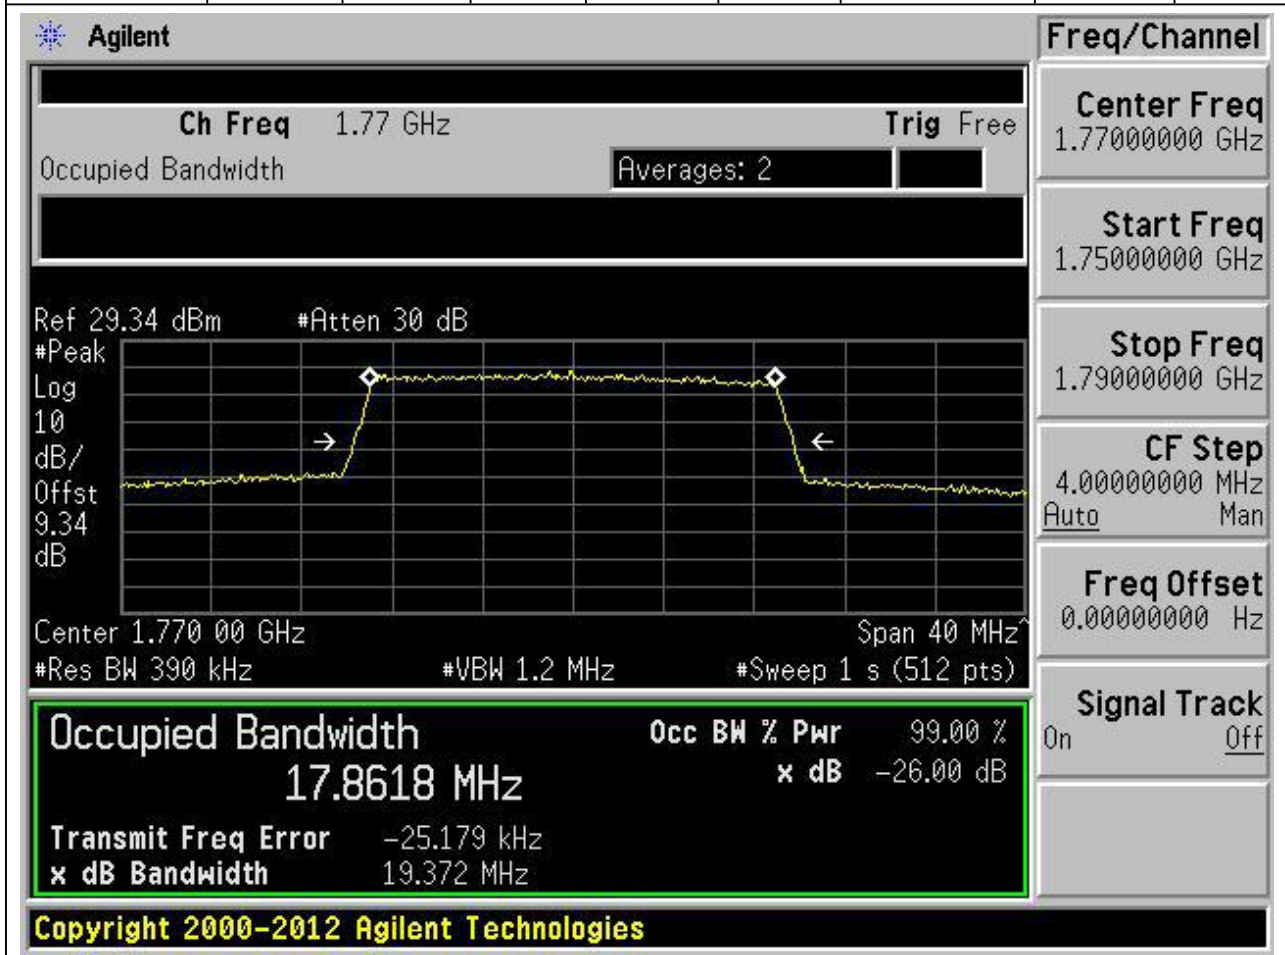 Agilent
Freq/Channel
Ch Freq 1.77 GHz Trig Free
Occupied Bandwidth Averages: 2
Center Freq
1.77000000 GHz
Start Freq
1.75000000 GHz
Ref 29.34 dBm #Atten 30 dB
#Peak
Log
10
dB/
Offst
9.34
dB
Stop Freq
1.79000000 GHz
CF Step
4.00000000 MHz
Auto Man
Freq Offset
0.00000000 Hz
Center 1.770 00 GHz Span 40 MHz^
#Res BW 390 kHz #VBW 1.2 MHz #Sweep 1 s (512 pts)
Signal Track
On Off
Occupied Bandwidth Occ BW % Pwr 99.00 %
17.8618 MHz x dB -26.00 dB
Transmit Freq Error -25.179 kHz
x dB Bandwidth 19.372 MHz
Copyright 2000-2012 Agilent Technologies